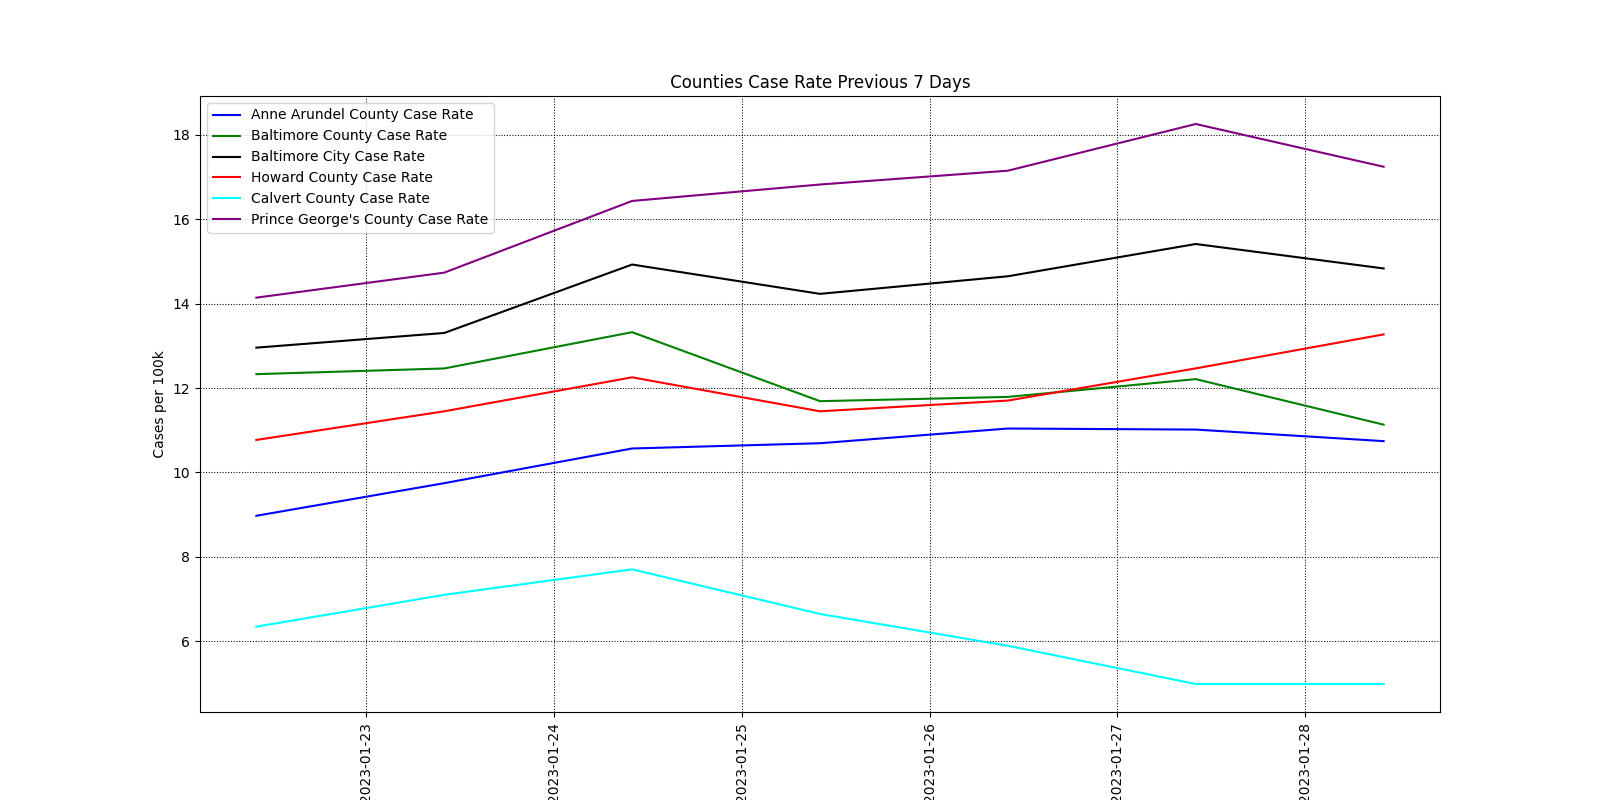 Counties Case Rate Previous 7 Days
Anne Arundel County Case Rate
Baltimore County Case Rate
Baltimore City Case Rate
Howard County Case Rate
Calvert County Case Rate
Prince George's County Case Rate
Cases per 100k
18
16
14
12
10
8
6
2023-01-23
2023-01-24
2023-01-25
2023-01-26
2023-01-27
2023-01-28